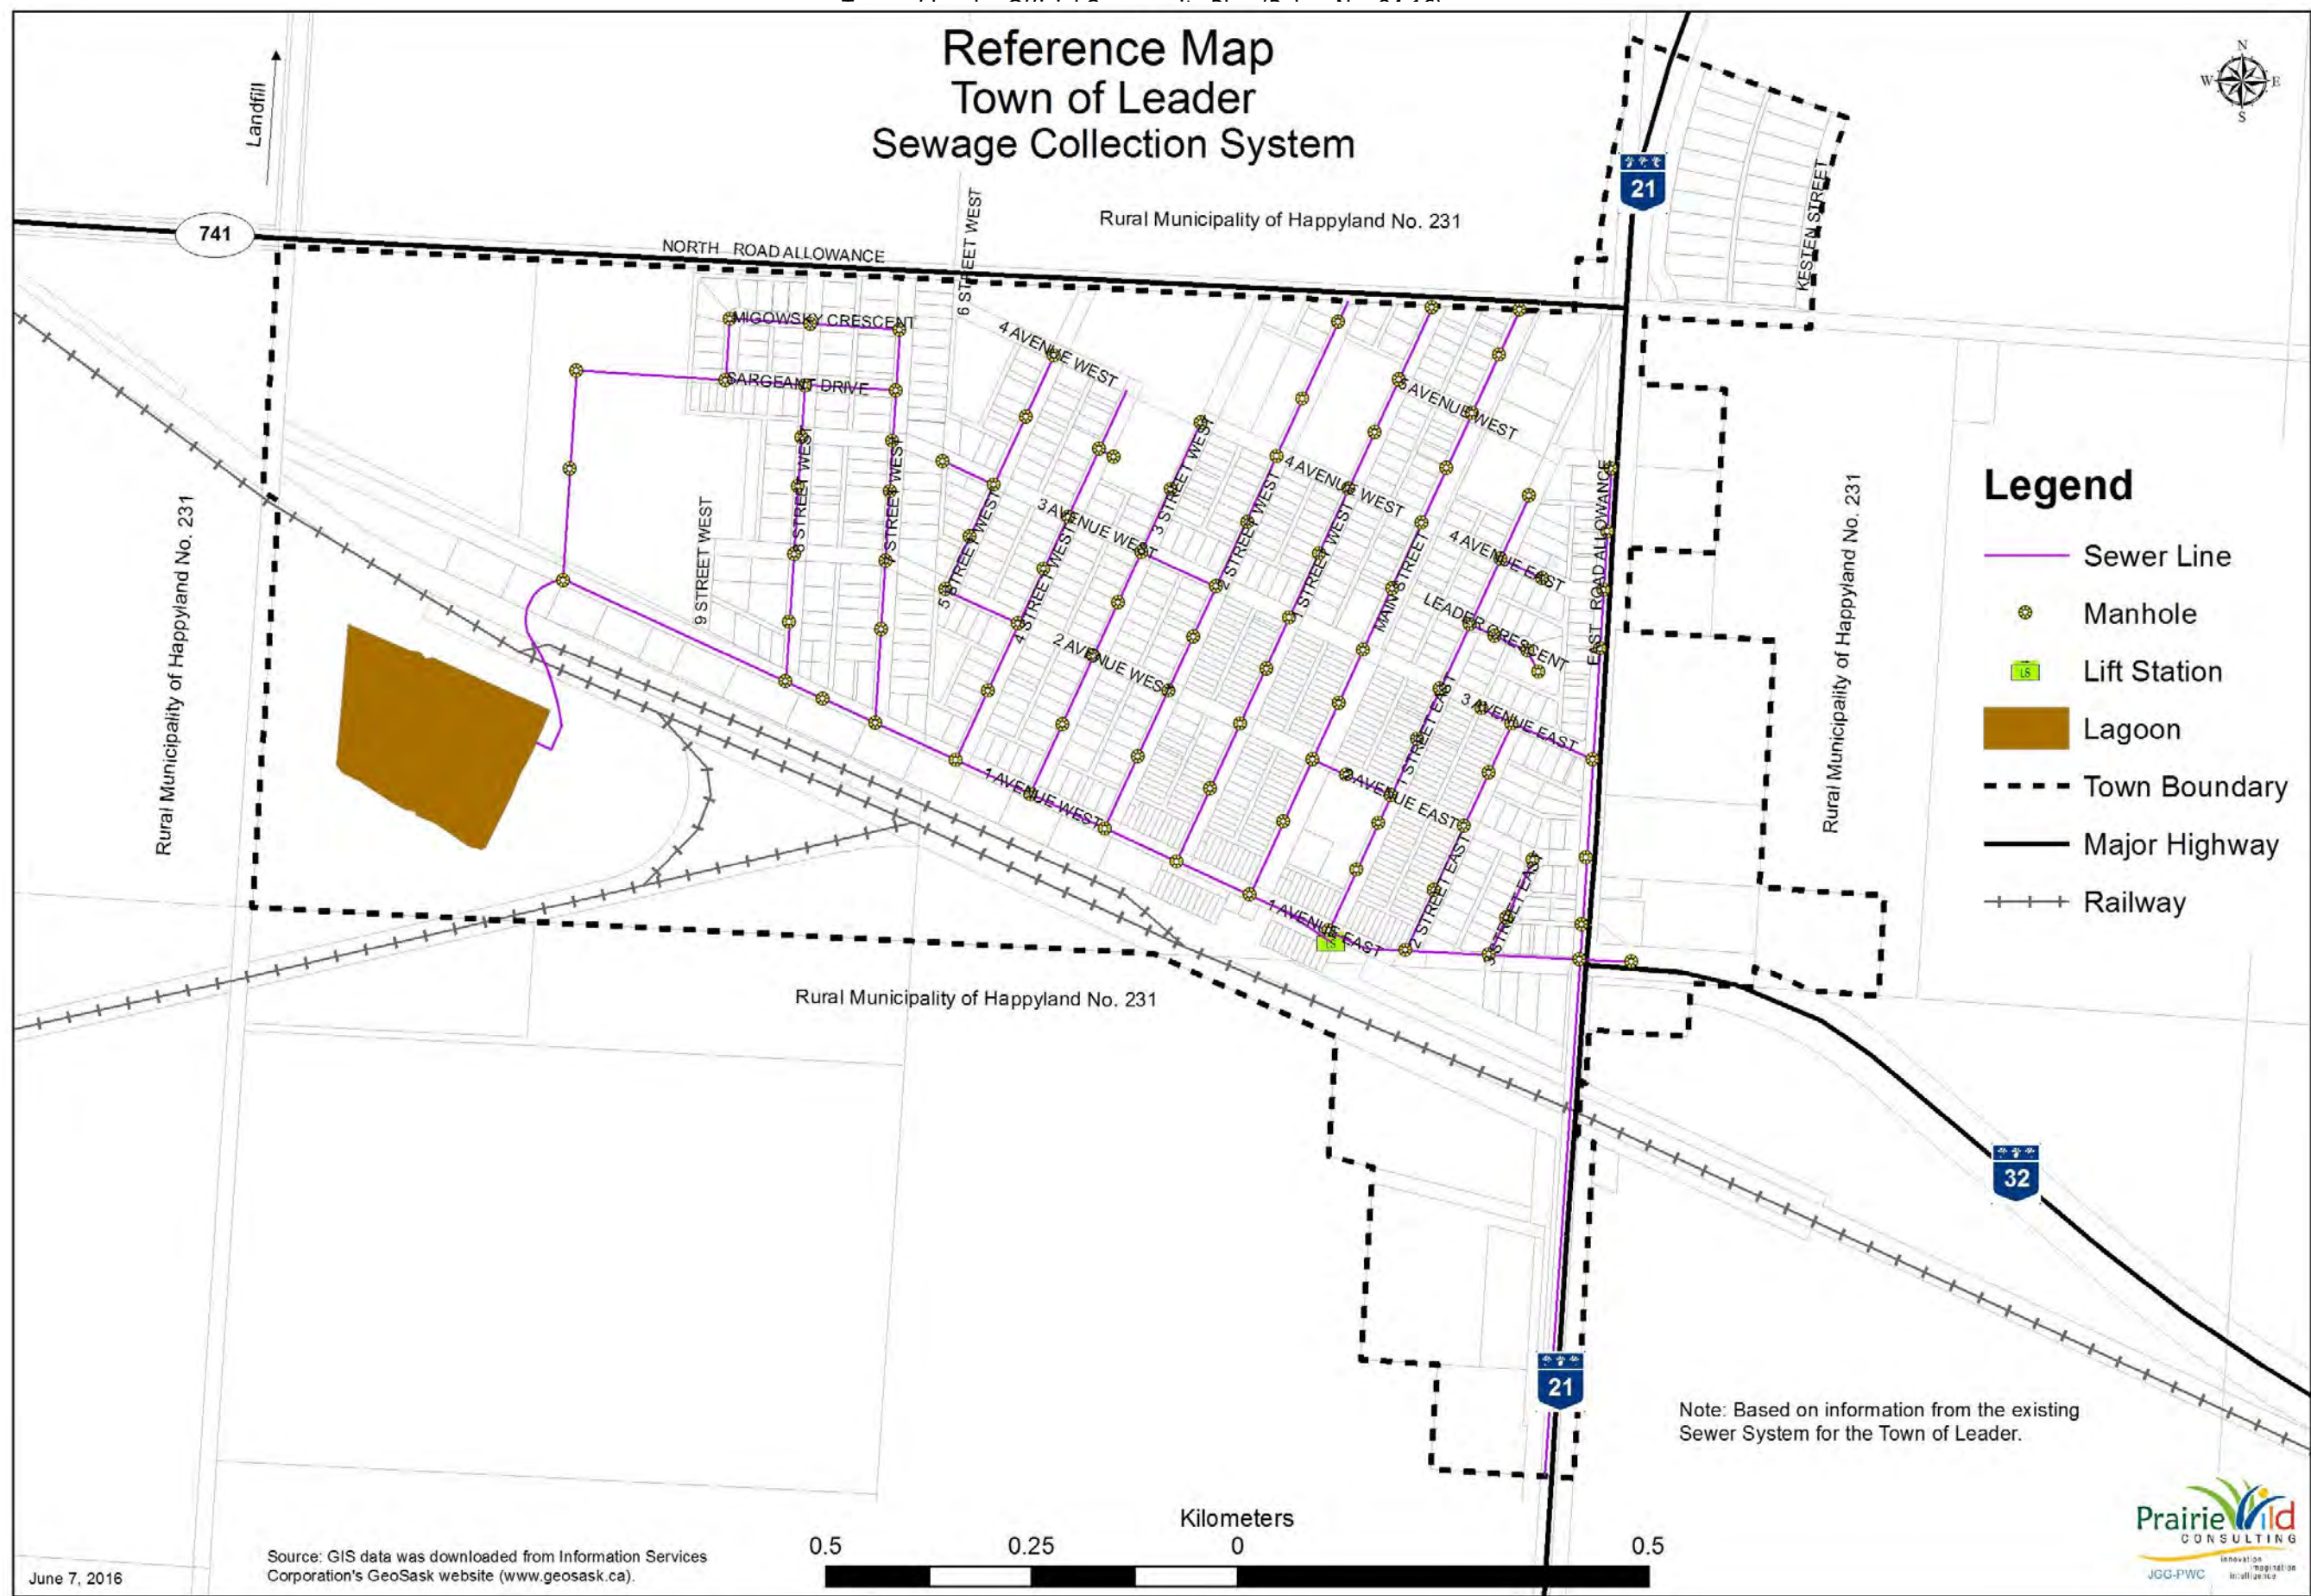 Reference Map
Town of Leader
Sewage Collection System
N
W
E
S
Landfill
741
NORTH ROAD ALLOWANCE
6 STREET WEST
Rural Municipality of Happyland No. 231
21
KESTEN STREET
MIGOWSKY CRESCENT
SARGEANT DRIVE
4 AVENUE WEST
5 AVENUE WEST
4 AVENUE WEST
3 AVENUE WEST
2 AVENUE WEST
1 AVENUE WEST
9 STREET WEST
8 STREET WEST
7 STREET WEST
5 STREET WEST
4 STREET WEST
3 STREET WEST
2 STREET WEST
1 STREET WEST
MAIN STREET
4 AVENUE EAST
LEADER CRESCENT
3 AVENUE EAST
2 AVENUE EAST
1 AVENUE EAST
1 STREET EAST
2 STREET EAST
3 STREET EAST
EAST ROAD ALLOWANCE
LS
Rural Municipality of Happyland No. 231
Rural Municipality of Happyland No. 231
Rural Municipality of Happyland No. 231
Legend
Sewer Line
Manhole
LS
Lift Station
Lagoon
Town Boundary
Major Highway
Railway
32
21
Note: Based on information from the existing
Sewer System for the Town of Leader.
Kilometers
0.5 0.25 0 0.5
Source: GIS data was downloaded from Information Services
Corporation's GeoSask website (www.geosask.ca).
June 7, 2016
PrairieWild
CONSULTING
innovation
imagination
intelligence
JGG-PWC